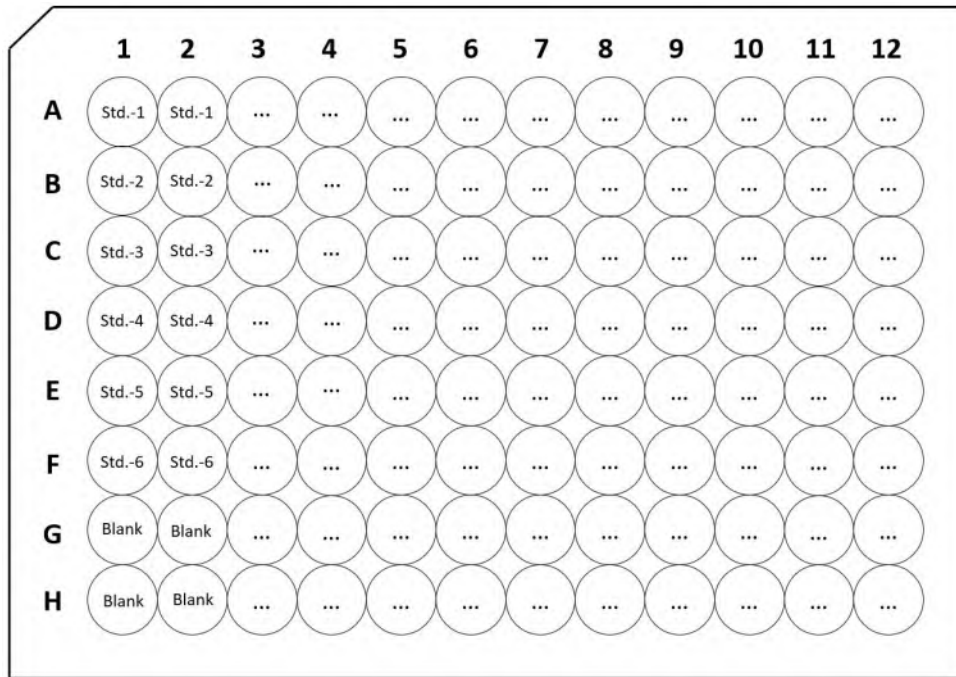 1 2 3 4 5 6 7 8 9 10 11 12
A Std.-1 Std.-1 ... ... ... ... ... ... ... ... ... ...
B Std.-2 Std.-2 ... ... ... ... ... ... ... ... ... ...
C Std.-3 Std.-3 ... ... ... ... ... ... ... ... ... ...
D Std.-4 Std.-4 ... ... ... ... ... ... ... ... ... ...
E Std.-5 Std.-5 ... ... ... ... ... ... ... ... ... ...
F Std.-6 Std.-6 ... ... ... ... ... ... ... ... ... ...
G Blank Blank ... ... ... ... ... ... ... ... ... ...
H Blank Blank ... ... ... ... ... ... ... ... ... ...